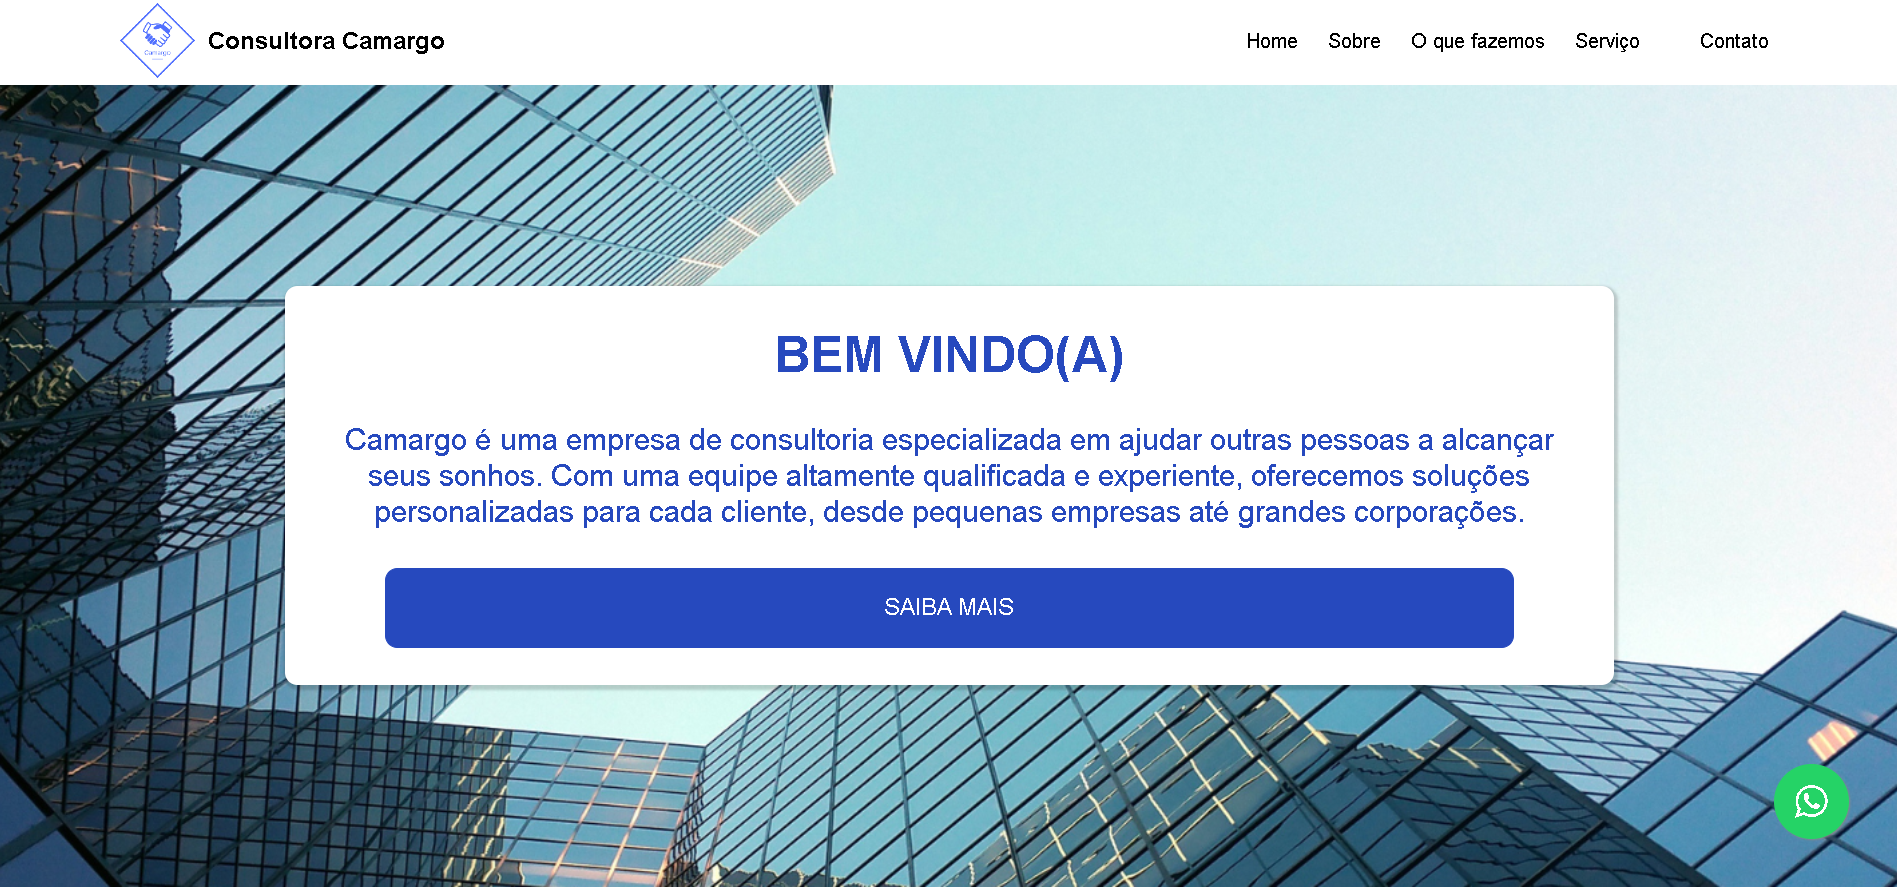 Camargo
Consultora Camargo
Home
Sobre
O que fazemos
Serviço
Contato
BEM VINDO(A)
Camargo é uma empresa de consultoria especializada em ajudar outras pessoas a alcançar
seus sonhos. Com uma equipe altamente qualificada e experiente, oferecemos soluções
personalizadas para cada cliente, desde pequenas empresas até grandes corporações.
SAIBA MAIS